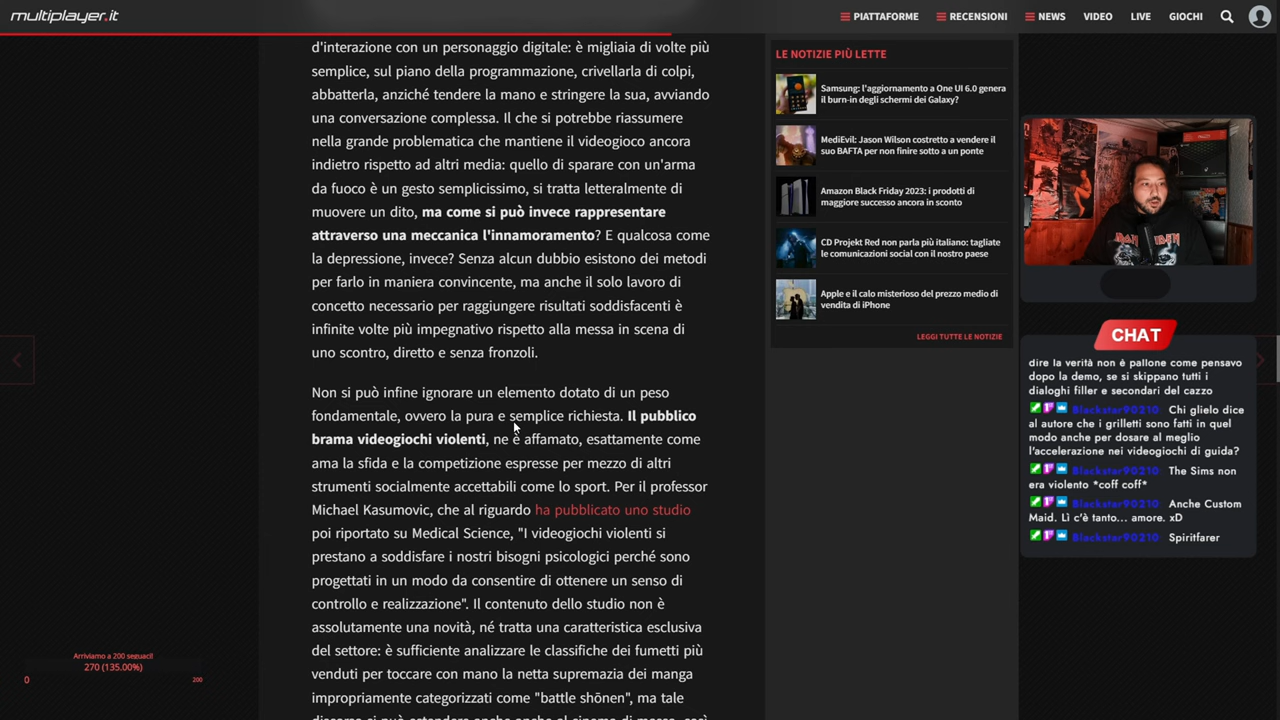 multiplayer.it
PIATTAFORME
RECENSIONI
NEWS
VIDEO
LIVE
GIOCHI
d'interazione con un personaggio digitale: è migliaia di volte più
semplice, sul piano della programmazione, crivellarla di colpi,
abbatterla, anziché tendere la mano e stringere la sua, avviando
una conversazione complessa. Il che si potrebbe riassumere
nella grande problematica che mantiene il videogioco ancora
indietro rispetto ad altri media: quello di sparare con un'arma
da fuoco è un gesto semplicissimo, si tratta letteralmente di
muovere un dito, ma come si può invece rappresentare
attraverso una meccanica l'innamoramento? E qualcosa come
la depressione, invece? Senza alcun dubbio esistono dei metodi
per farlo in maniera convincente, ma anche il solo lavoro di
concetto necessario per raggiungere risultati soddisfacenti è
infinite volte più impegnativo rispetto alla messa in scena di
uno scontro, diretto e senza fronzoli.
Non si può infine ignorare un elemento dotato di un peso
fondamentale, ovvero la pura e semplice richiesta. Il pubblico
brama videogiochi violenti, ne è affamato, esattamente come
ama la sfida e la competizione espresse per mezzo di altri
strumenti socialmente accettabili come lo sport. Per il professor
Michael Kasumovic, che al riguardo ha pubblicato uno studio
poi riportato su Medical Science, "I videogiochi violenti si
prestano a soddisfare i nostri bisogni psicologici perché sono
progettati in un modo da consentire di ottenere un senso di
controllo e realizzazione". Il contenuto dello studio non è
assolutamente una novità, né tratta una caratteristica esclusiva
del settore: è sufficiente analizzare le classifiche dei fumetti più
venduti per toccare con mano la netta supremazia dei manga
impropriamente categorizzati come "battle shōnen", ma tale
LE NOTIZIE PIÙ LETTE
Samsung: l'aggiornamento a One UI 6.0 genera
il burn-in degli schermi dei Galaxy?
MediEvil: Jason Wilson costretto a vendere il
suo BAFTA per non finire sotto a un ponte
Amazon Black Friday 2023: i prodotti di
maggiore successo ancora in sconto
CD Projekt Red non parla più italiano: tagliate
le comunicazioni social con il nostro paese
Apple e il calo misterioso del prezzo medio di
vendita di iPhone
LEGGI TUTTE LE NOTIZIE
IRON MAIDEN
CHAT
dire la verità non è pallone come pensavo
dopo la demo, se si skippano tutti i
dialoghi filler e secondari del cazzo
Blackstar90210 Chi glielo dice
al autore che i grilletti sono fatti in quel
modo anche per dosare al meglio
l'accelerazione nei videogiochi di guida?
Blackstar90210 The Sims non
era violento *coff coff*
Blackstar90210 Anche Custom
Maid. Lì c'è tanto... amore. xD
Blackstar90210 Spiritfarer
Arriviamo a 200 seguaci!
270 (135.00%)
0
200